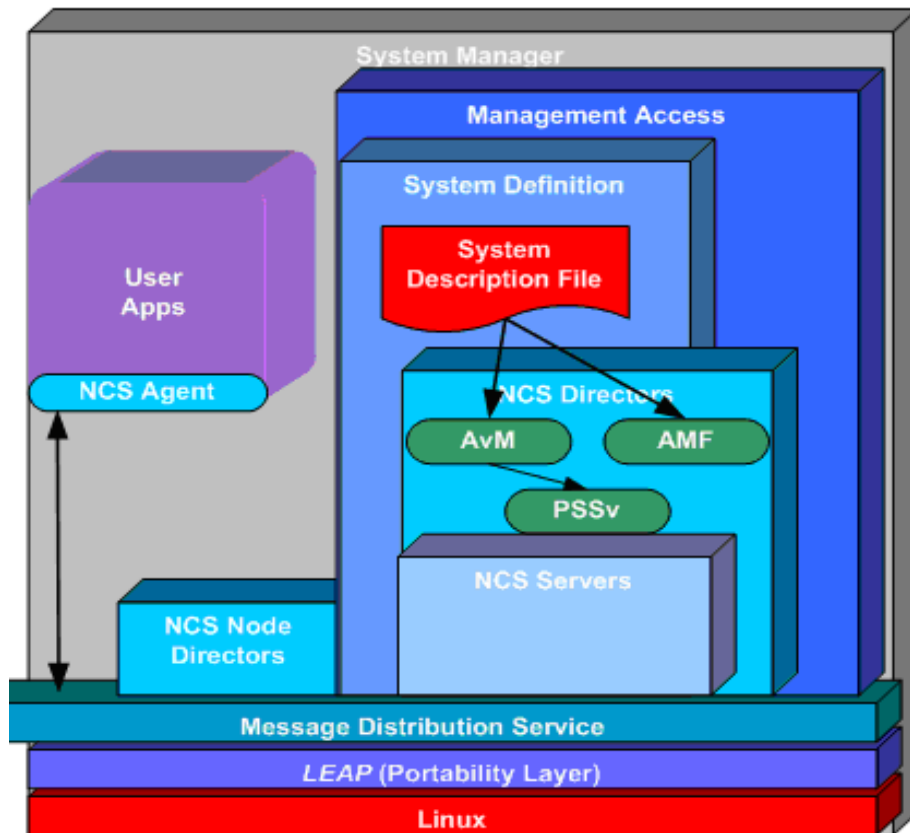 System Manager
Management Access
System Definition
System
Description File
User
Apps
NCS Agent
NCS Directors
AvM
AMF
PSSv
NCS Servers
NCS Node
Directors
Message Distribution Service
LEAP (Portability Layer)
Linux